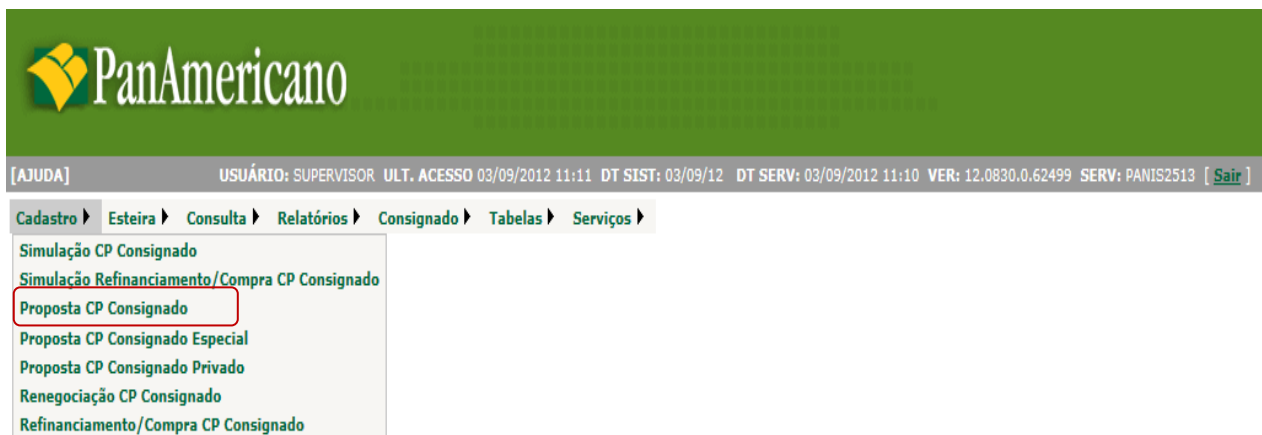 PanAmericano
[AJUDA] USUÁRIO: SUPERVISOR ULT. ACESSO 03/09/2012 11:11 DT SIST: 03/09/12 DT SERV: 03/09/2012 11:10 VER: 12.0830.0.62499 SERV: PANIS2513 [ Sair ]
Cadastro Esteira Consulta Relatórios Consignado Tabelas Serviços
Simulação CP Consignado
Simulação Refinanciamento/Compra CP Consignado
Proposta CP Consignado
Proposta CP Consignado Especial
Proposta CP Consignado Privado
Renegociação CP Consignado
Refinanciamento/Compra CP Consignado